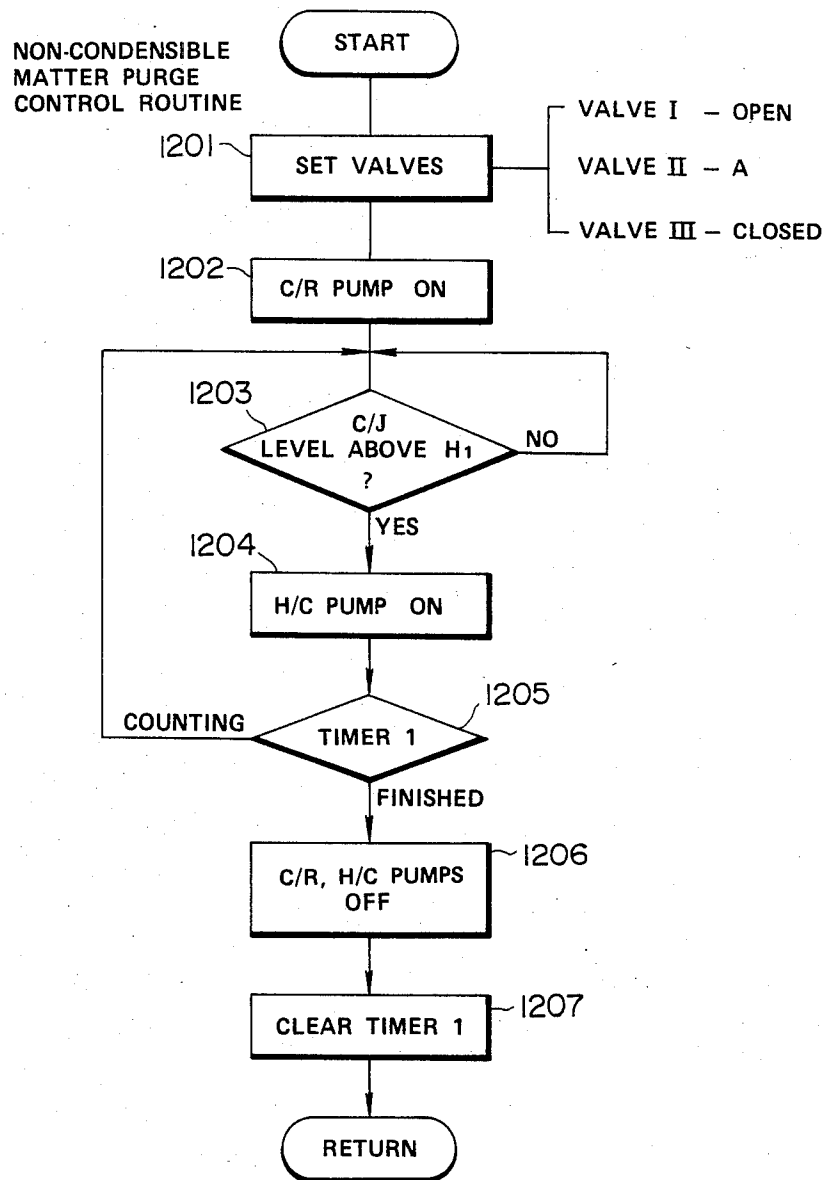 START
NON-CONDENSIBLE
MATTER PURGE
CONTROL ROUTINE
1201
SET VALVES
VALVE I – OPEN
VALVE II – A
VALVE III – CLOSED
1202
C/R PUMP ON
1203
C/J
LEVEL ABOVE H1
?
NO
YES
1204
H/C PUMP ON
1205
COUNTING
TIMER 1
FINISHED
1206
C/R, H/C PUMPS
OFF
1207
CLEAR TIMER 1
RETURN